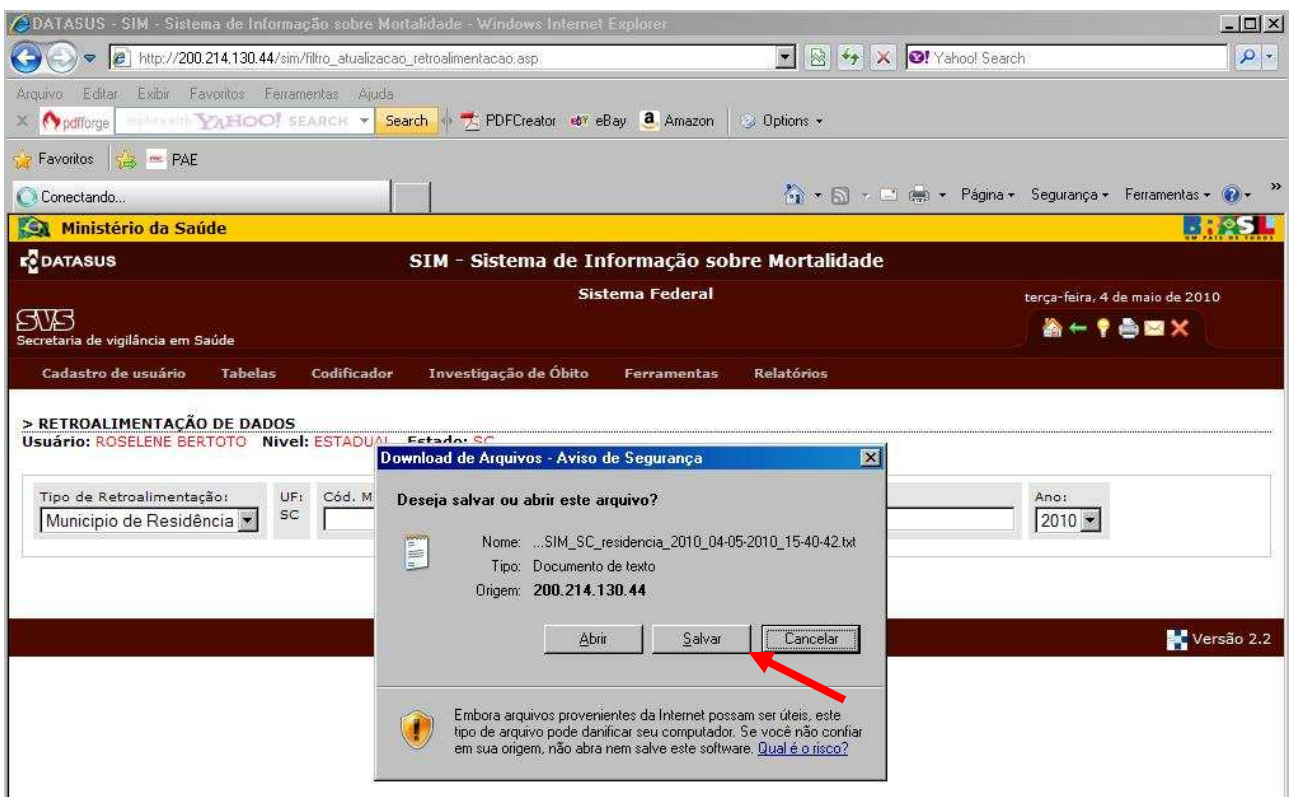 DATASUS - SIM - Sistema de Informação sobre Mortalidade - Windows Internet Explorer
http://200.214.130.44/sim/filtro_atualizacao_retroalimentacao.asp
Yahoo! Search
Arquivo Editar Exibir Favoritos Ferramentas Ajuda
pdfforge YAHOO! SEARCH Search PDFCreator eBay Amazon Options
Favoritos PAE
Conectando... Página Segurança Ferramentas
Ministério da Saúde BRASIL
UM PAÍS DE TODOS
DATASUS SIM - Sistema de Informação sobre Mortalidade
Sistema Federal terça-feira, 4 de maio de 2010
SVS
Secretaria de vigilância em Saúde
Cadastro de usuário Tabelas Codificador Investigação de Óbito Ferramentas Relatórios
> RETROALIMENTAÇÃO DE DADOS
Usuário: ROSELENE BERTOTO Nivel: ESTADUAL Estado: SC
Download de Arquivos - Aviso de Segurança
Tipo de Retroalimentação: UF: Cód. M Ano:
Municipio de Residência SC 2010
Deseja salvar ou abrir este arquivo?
Nome: ...SIM_SC_residencia_2010_04-05-2010_15-40-42.txt
Tipo: Documento de texto
Origem: 200.214.130.44
Abrir Salvar Cancelar
Versão 2.2
Embora arquivos provenientes da Internet possam ser úteis, este
tipo de arquivo pode danificar seu computador. Se você não confiar
em sua origem, não abra nem salve este software. Qual é o risco?